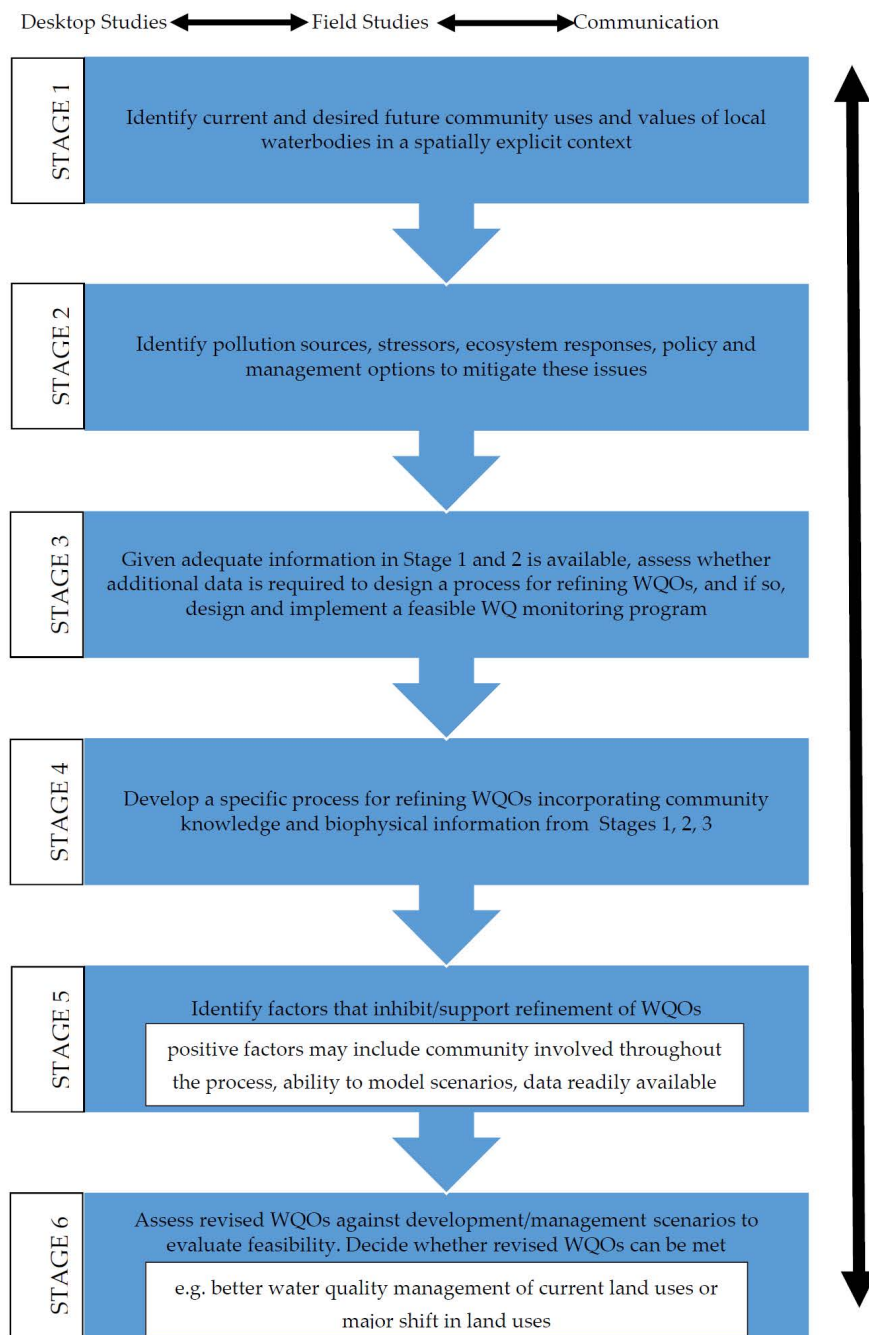 Desktop Studies Field Studies Communication
STAGE 1
Identify current and desired future community uses and values of local
waterbodies in a spatially explicit context
STAGE 2
Identify pollution sources, stressors, ecosystem responses, policy and
management options to mitigate these issues
STAGE 3
Given adequate information in Stage 1 and 2 is available, assess whether
additional data is required to design a process for refining WQOs, and if so,
design and implement a feasible WQ monitoring program
STAGE 4
Develop a specific process for refining WQOs incorporating community
knowledge and biophysical information from Stages 1, 2, 3
STAGE 5
Identify factors that inhibit/support refinement of WQOs
positive factors may include community involved throughout
the process, ability to model scenarios, data readily available
STAGE 6
Assess revised WQOs against development/management scenarios to
evaluate feasibility. Decide whether revised WQOs can be met
e.g. better water quality management of current land uses or
major shift in land uses